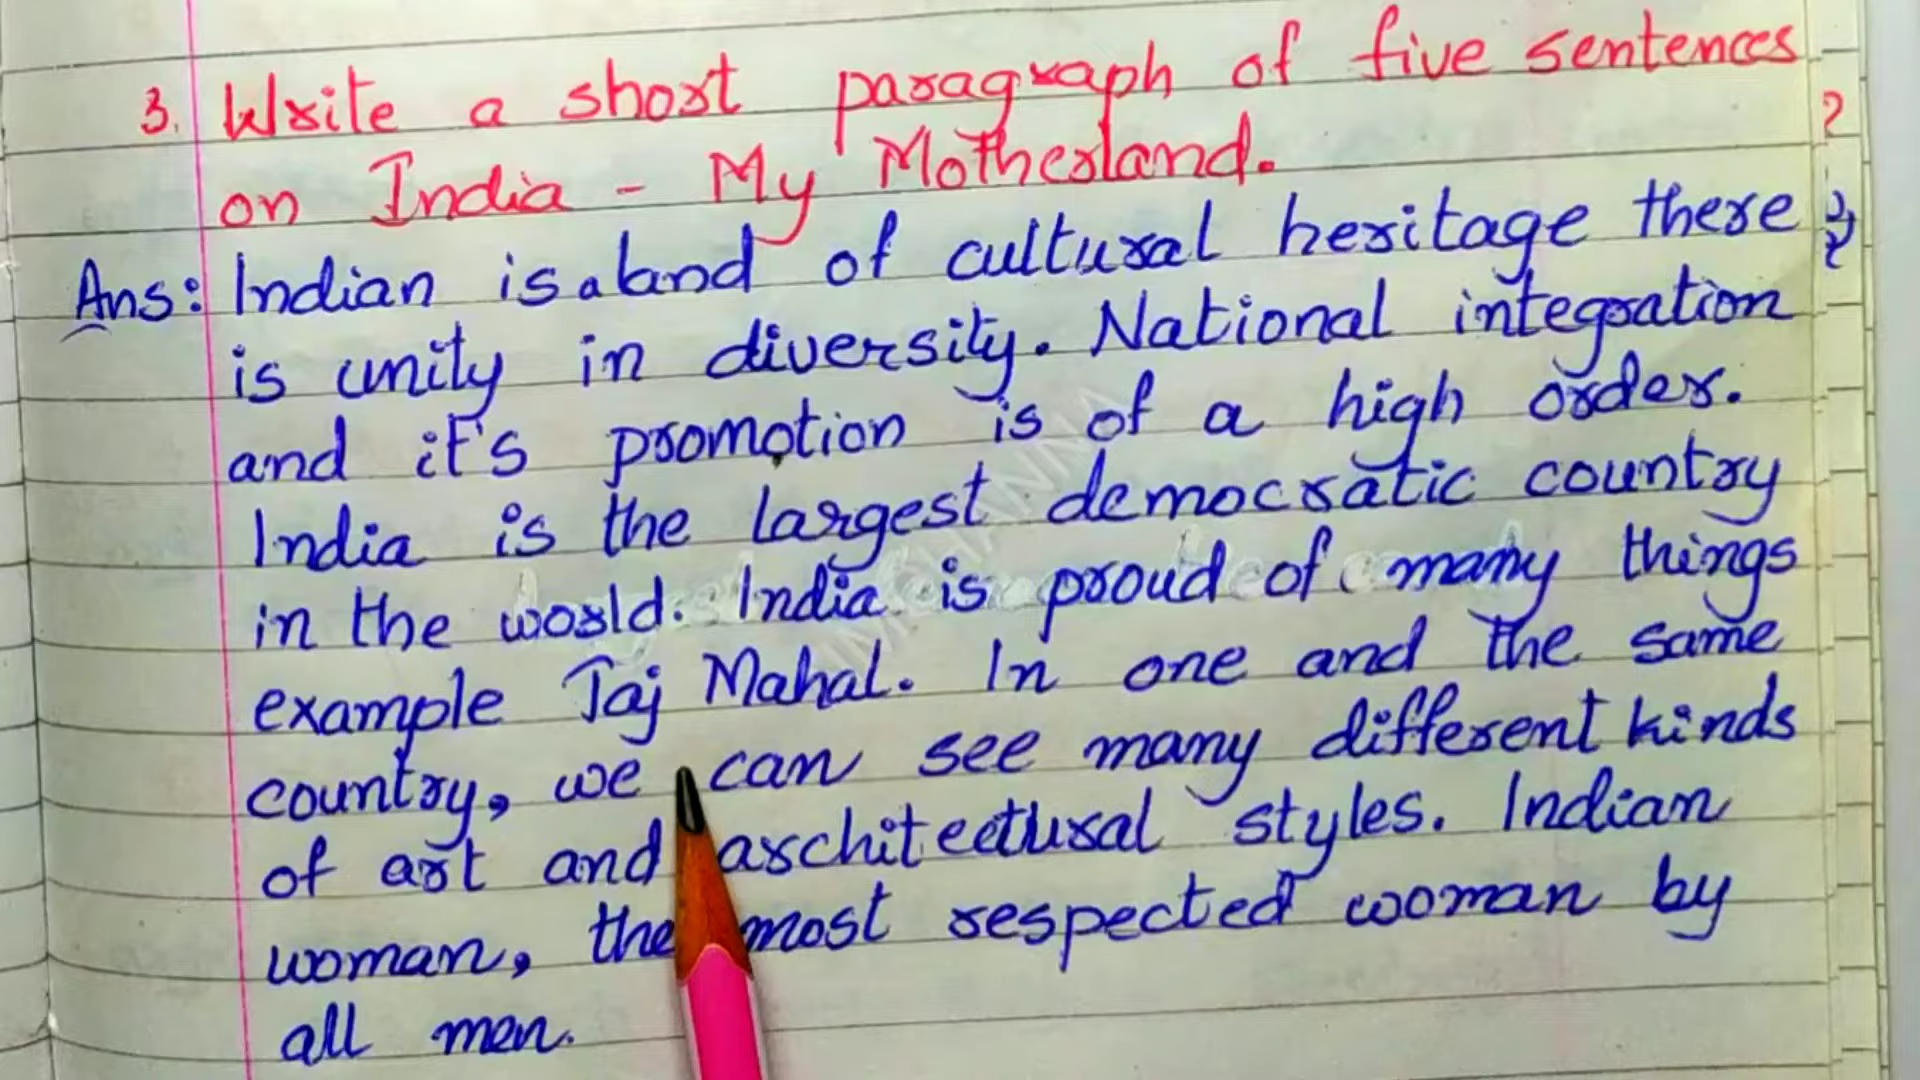 3. Write a short paragraph of five sentences
on India - My Motherland.
Ans: Indian is a land of cultural heritage there
is unity in diversity. National integration
and it's promotion is of a high order.
India is the largest democratic country
in the world. India is proud of many things
example Taj Mahal. In one and the same
country, we can see many different kinds
of art and architectural styles. Indian
woman, the most respected woman by
all men.